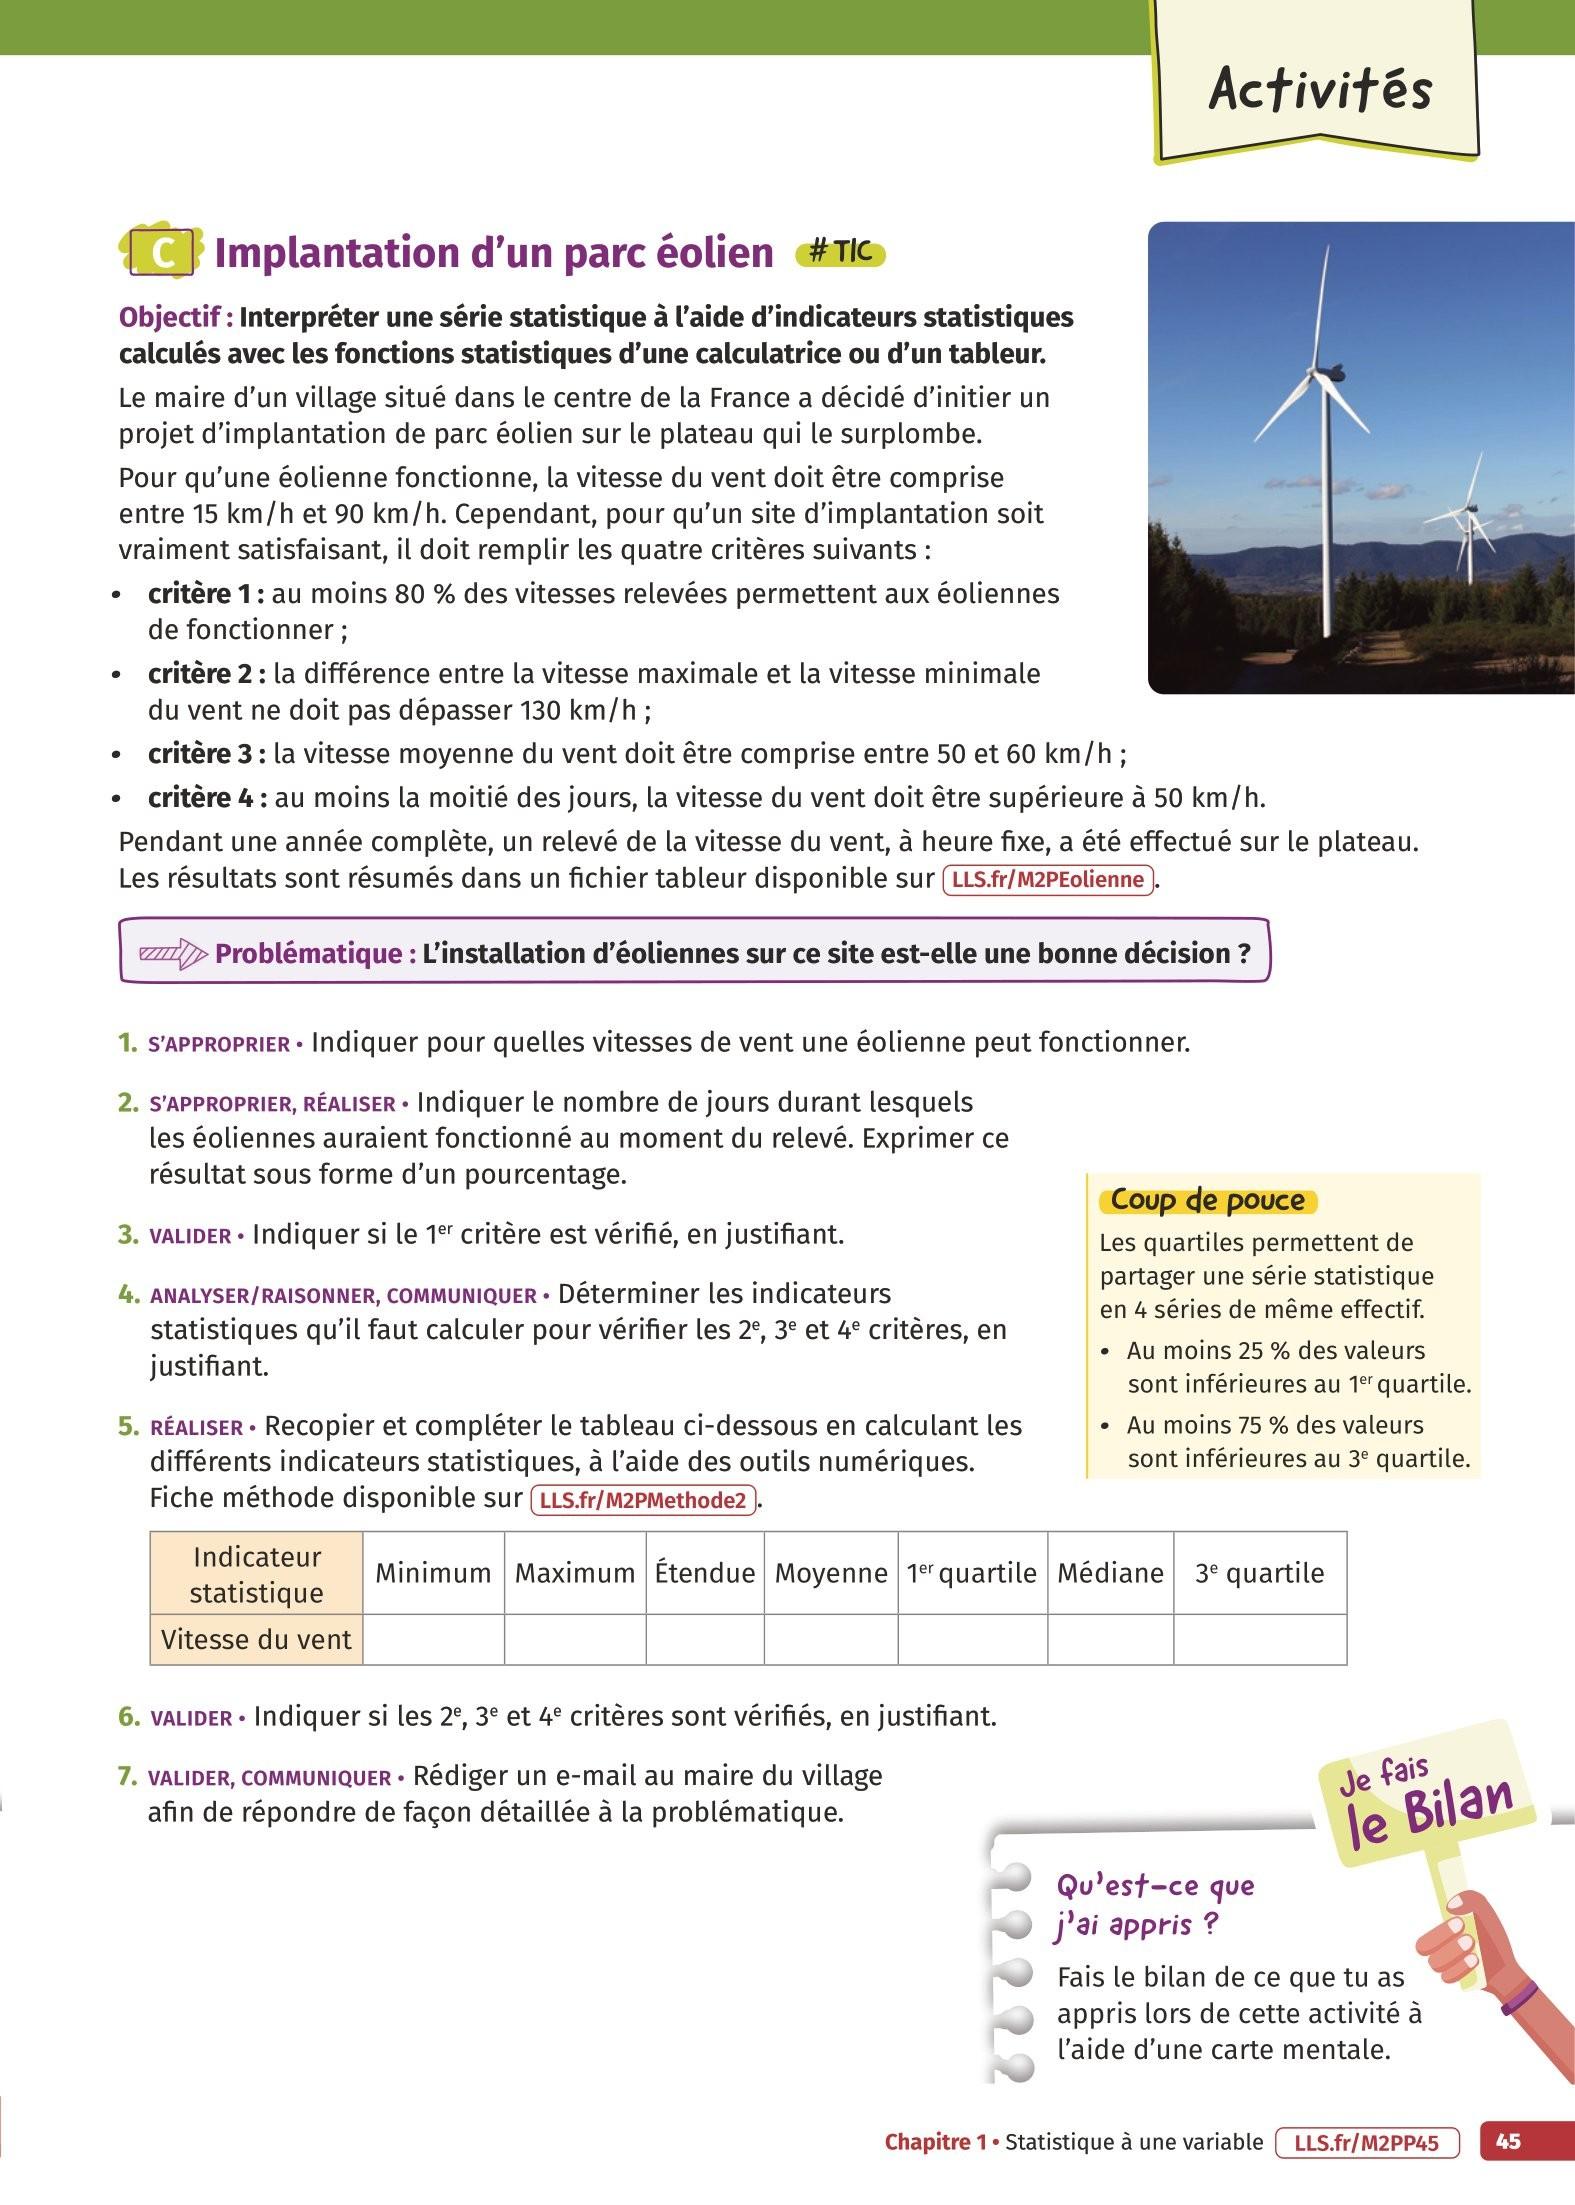 Activités
C Implantation d'un parc éolien # TIC
Objectif : Interpréter une série statistique à l'aide d'indicateurs statistiques
calculés avec les fonctions statistiques d'une calculatrice ou d'un tableur.
Le maire d'un village situé dans le centre de la France a décidé d'initier un
projet d'implantation de parc éolien sur le plateau qui le surplombe.
Pour qu'une éolienne fonctionne, la vitesse du vent doit être comprise
entre 15 km/h et 90 km/h. Cependant, pour qu'un site d'implantation soit
vraiment satisfaisant, il doit remplir les quatre critères suivants :
• critère 1 : au moins 80 % des vitesses relevées permettent aux éoliennes
de fonctionner ;
• critère 2 : la différence entre la vitesse maximale et la vitesse minimale
du vent ne doit pas dépasser 130 km/h ;
• critère 3 : la vitesse moyenne du vent doit être comprise entre 50 et 60 km/h ;
• critère 4 : au moins la moitié des jours, la vitesse du vent doit être supérieure à 50 km/h.
Pendant une année complète, un relevé de la vitesse du vent, à heure fixe, a été effectué sur le plateau.
Les résultats sont résumés dans un fichier tableur disponible sur LLS.fr/M2PEolienne.
Problématique : L'installation d'éoliennes sur ce site est-elle une bonne décision ?
1. S'APPROPRIER • Indiquer pour quelles vitesses de vent une éolienne peut fonctionner.
2. S'APPROPRIER, RÉALISER • Indiquer le nombre de jours durant lesquels
les éoliennes auraient fonctionné au moment du relevé. Exprimer ce
résultat sous forme d'un pourcentage.
3. VALIDER • Indiquer si le 1er critère est vérifié, en justifiant.
4. ANALYSER/RAISONNER, COMMUNIQUER • Déterminer les indicateurs
statistiques qu'il faut calculer pour vérifier les 2e, 3e et 4e critères, en
justifiant.
5. RÉALISER • Recopier et compléter le tableau ci-dessous en calculant les
différents indicateurs statistiques, à l'aide des outils numériques.
Fiche méthode disponible sur LLS.fr/M2PMethode2.
Coup de pouce
Les quartiles permettent de
partager une série statistique
en 4 séries de même effectif.
• Au moins 25 % des valeurs
sont inférieures au 1er quartile.
• Au moins 75 % des valeurs
sont inférieures au 3e quartile.
Indicateur
statistique
Minimum Maximum Étendue Moyenne 1er quartile Médiane 3e quartile
Vitesse du vent
6. VALIDER • Indiquer si les 2e, 3e et 4e critères sont vérifiés, en justifiant.
7. VALIDER, COMMUNIQUER • Rédiger un e-mail au maire du village
afin de répondre de façon détaillée à la problématique.
Je fais
le Bilan
Qu'est-ce que
j'ai appris ?
Fais le bilan de ce que tu as
appris lors de cette activité à
l'aide d'une carte mentale.
Chapitre 1 • Statistique à une variable LLS.fr/M2PP45 45